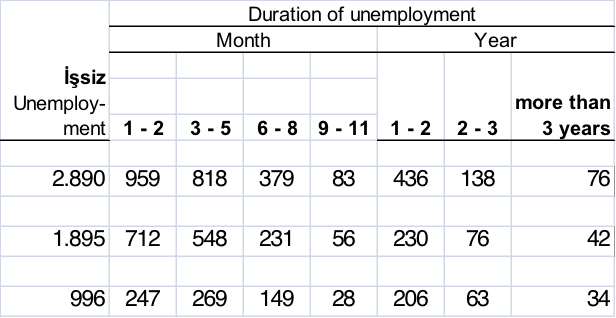 Duration of unemployment
Month Year
İşsiz
Unemploy- more than
ment 1 - 2 3 - 5 6 - 8 9 - 11 1 - 2 2 - 3 3 years
2.890 959 818 379 83 436 138 76
1.895 712 548 231 56 230 76 42
996 247 269 149 28 206 63 34